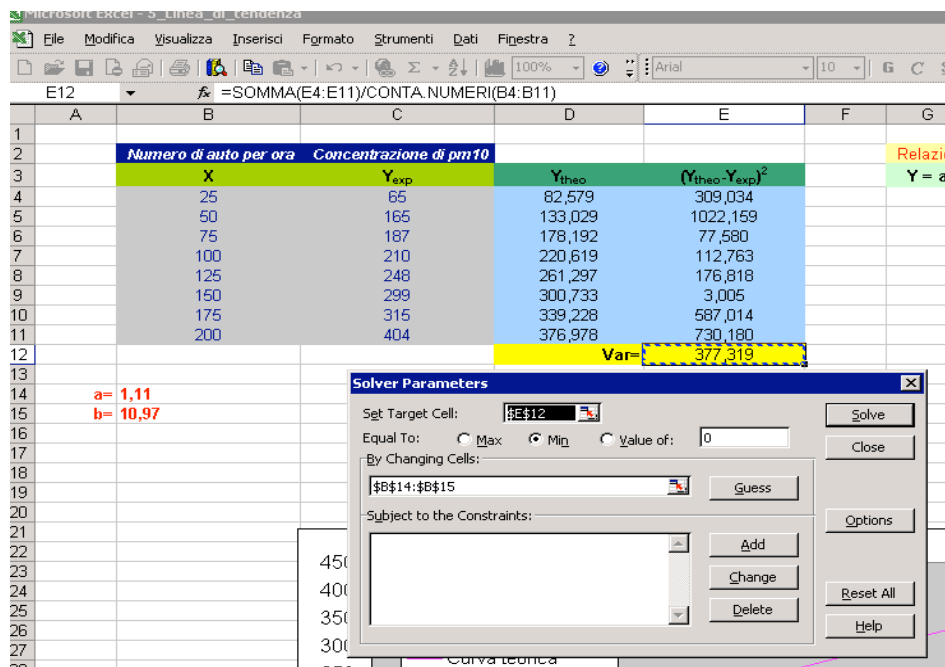 Microsoft Excel - 5_Linea_di_tendenza
File Modifica Visualizza Inserisci Formato Strumenti Dati Finestra ?
100% Arial 10 G C
E12 fx =SOMMA(E4:E11)/CONTA.NUMERI(B4:B11)
A B C D E F G
1
2 Numero di auto per ora Concentrazione di pm10 Relazi
3 X Yexp Ytheo (Ytheo-Yexp)2 Y = a
4 25 65 82,579 309,034
5 50 165 133,029 1022,159
6 75 187 178,192 77,580
7 100 210 220,619 112,763
8 125 248 261,297 176,818
9 150 299 300,733 3,005
10 175 315 339,228 587,014
11 200 404 376,978 730,180
12 Var= 377,319
13
14 a= 1,11
15 b= 10,97
16
17
18
19
20
21
22
23
24
25
26
27
Solver Parameters
Set Target Cell: $E$12 Solve
Equal To: Max Min Value of: 0 Close
By Changing Cells:
$B$14:$B$15 Guess
Subject to the Constraints: Options
Add
Change
Delete
Reset All
Help
450
400
350
300
Curva teorica